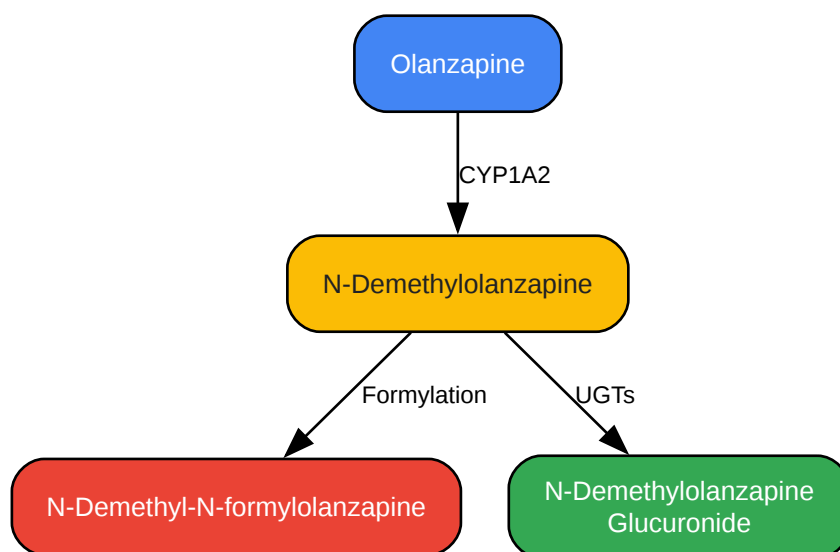 Olanzapine
CYP1A2
N-Demethylolanzapine
Formylation
UGTs
N-Demethyl-N-formylolanzapine
N-Demethylolanzapine
Glucuronide